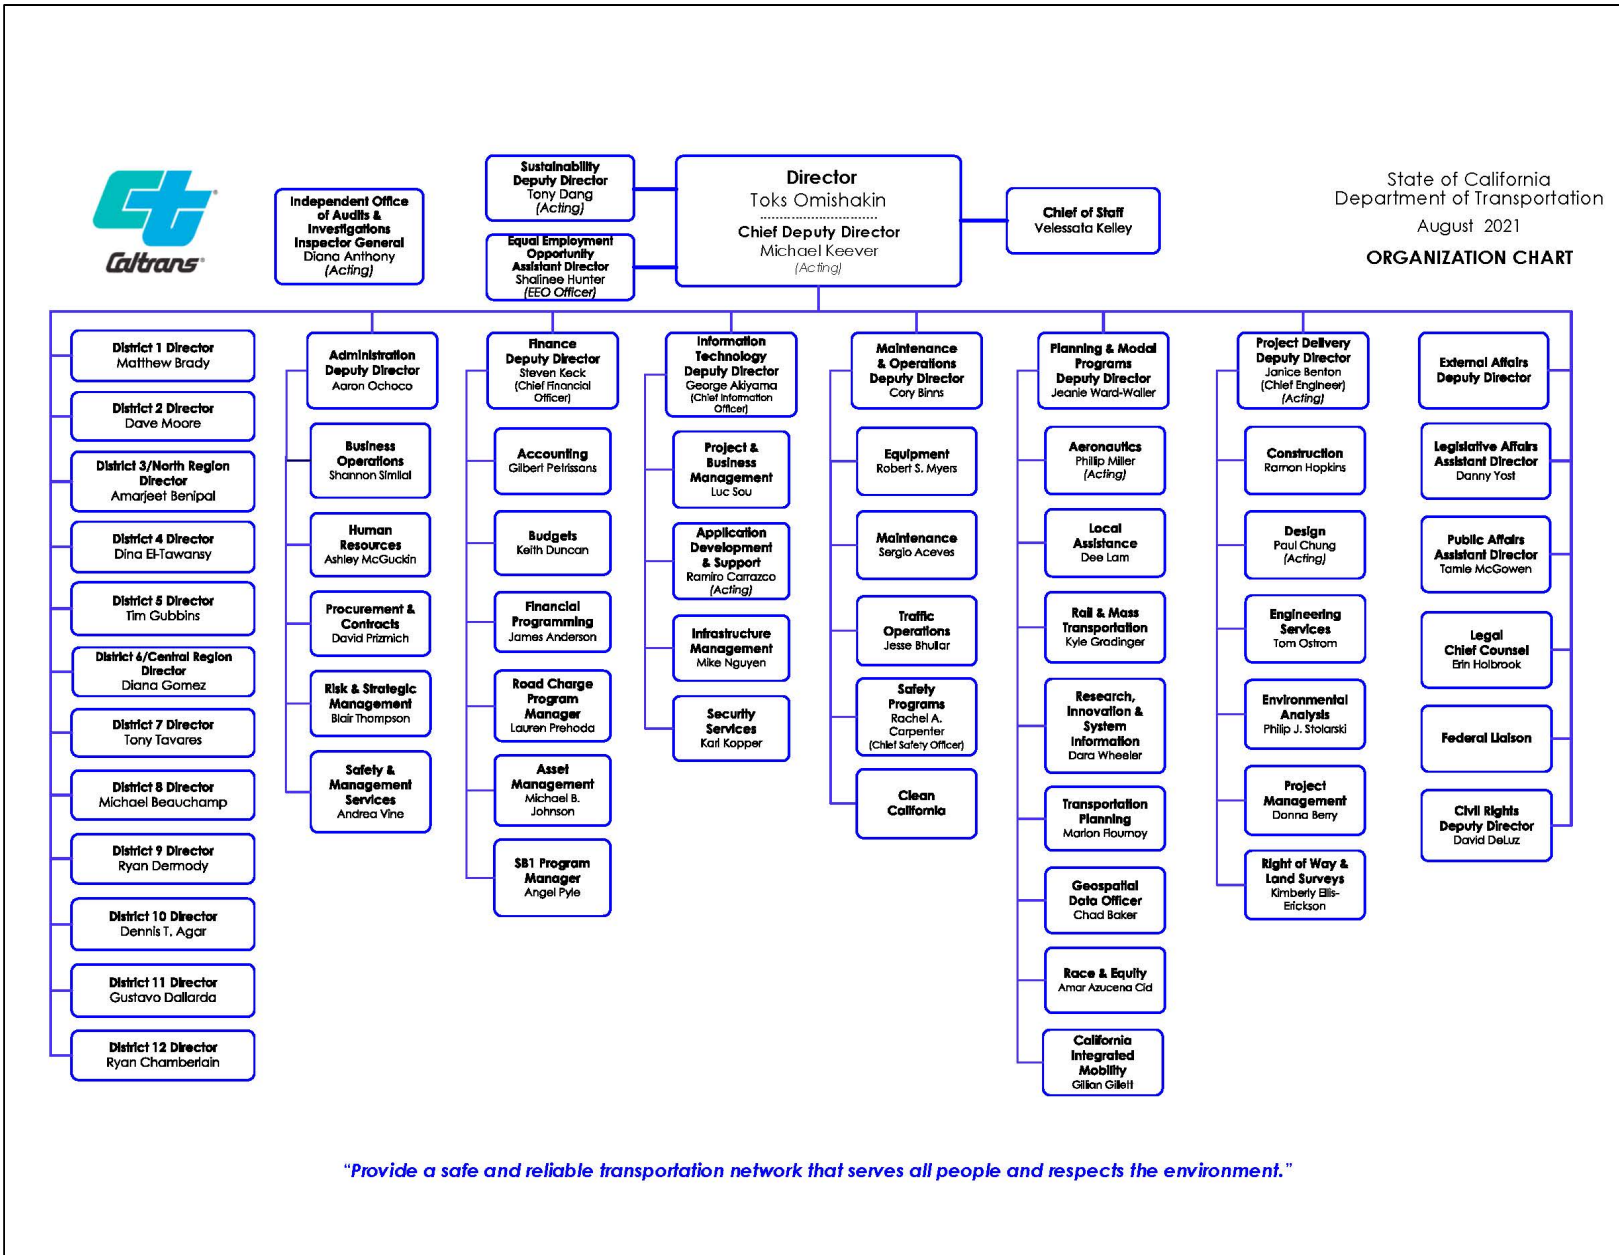 Caltrans
Independent Office
of Audits &
Investigations
Inspector General
Diana Anthony
(Acting)
Sustainability
Deputy Director
Tony Dang
(Acting)
Equal Employment
Opportunity
Assistant Director
Shalinee Hunter
(EEO Officer)
Director
Toks Omishakin
Chief Deputy Director
Michael Keever
(Acting)
Chief of Staff
Velessata Kelley
State of California
Department of Transportation
August 2021
ORGANIZATION CHART
District 1 Director
Matthew Brady
District 2 Director
Dave Moore
District 3/North Region
Director
Amarjeet Benipal
District 4 Director
Dina El-Tawansy
District 5 Director
Tim Gubbins
District 6/Central Region
Director
Diana Gomez
District 7 Director
Tony Tavares
District 8 Director
Michael Beauchamp
District 9 Director
Ryan Dermody
District 10 Director
Dennis T. Agar
District 11 Director
Gustavo Dallarda
District 12 Director
Ryan Chamberlain
Administration
Deputy Director
Aaron Ochoco
Business
Operations
Shannon Similai
Human
Resources
Ashley McGuckin
Procurement &
Contracts
David Prizmich
Risk & Strategic
Management
Blair Thompson
Safety &
Management
Services
Andrea Vine
Finance
Deputy Director
Steven Keck
(Chief Financial
Officer)
Accounting
Gilbert Petrissans
Budgets
Keith Duncan
Financial
Programming
James Anderson
Road Charge
Program
Manager
Lauren Prehoda
Asset
Management
Michael B.
Johnson
SB1 Program
Manager
Angel Pyle
Information
Technology
Deputy Director
George Akiyama
(Chief Information
Officer)
Project &
Business
Management
Luc Sou
Application
Development
& Support
Ramiro Carrazco
(Acting)
Infrastructure
Management
Mike Nguyen
Security
Services
Karl Kopper
Maintenance
& Operations
Deputy Director
Cory Binns
Equipment
Robert S. Myers
Maintenance
Sergio Aceves
Traffic
Operations
Jesse Bhullar
Safety
Programs
Rachel A.
Carpenter
(Chief Safety Officer)
Clean
California
Planning & Modal
Programs
Deputy Director
Jeanie Ward-Waller
Aeronautics
Philip Miller
(Acting)
Local
Assistance
Dee Lam
Rail & Mass
Transportation
Kyle Gradinger
Research,
Innovation &
System
Information
Dara Wheeler
Transportation
Planning
Marlon Flournoy
Geospatial
Data Officer
Chad Baker
Race & Equity
Amar Azucena Cid
California
Integrated
Mobility
Gillian Gillett
Project Delivery
Deputy Director
Janice Benton
(Chief Engineer)
(Acting)
Construction
Ramon Hopkins
Design
Paul Chung
(Acting)
Engineering
Services
Tom Ostrom
Environmental
Analysis
Philip J. Stolarski
Project
Management
Donna Berry
Right of Way &
Land Surveys
Kimberly Ellis-
Erickson
External Affairs
Deputy Director
Legislative Affairs
Assistant Director
Danny Yost
Public Affairs
Assistant Director
Tamie McGowen
Legal
Chief Counsel
Erin Holbrook
Federal Liaison
Civil Rights
Deputy Director
David DeLuz
"Provide a safe and reliable transportation network that serves all people and respects the environment."